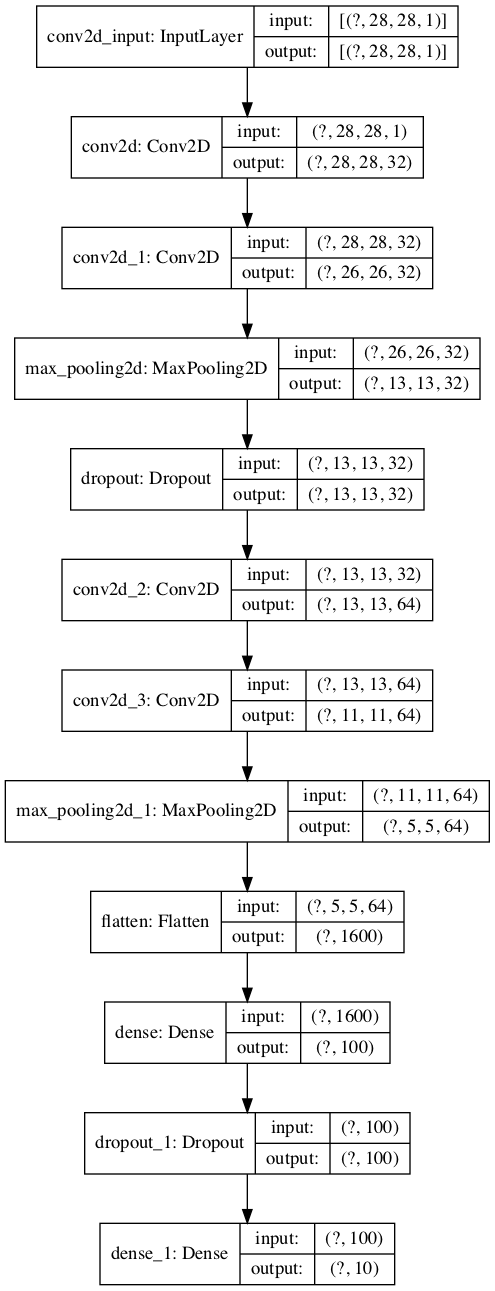 conv2d_input: InputLayer
input: [(?, 28, 28, 1)]
output: [(?, 28, 28, 1)]
conv2d: Conv2D
input: (?, 28, 28, 1)
output: (?, 28, 28, 32)
conv2d_1: Conv2D
input: (?, 28, 28, 32)
output: (?, 26, 26, 32)
max_pooling2d: MaxPooling2D
input: (?, 26, 26, 32)
output: (?, 13, 13, 32)
dropout: Dropout
input: (?, 13, 13, 32)
output: (?, 13, 13, 32)
conv2d_2: Conv2D
input: (?, 13, 13, 32)
output: (?, 13, 13, 64)
conv2d_3: Conv2D
input: (?, 13, 13, 64)
output: (?, 11, 11, 64)
max_pooling2d_1: MaxPooling2D
input: (?, 11, 11, 64)
output: (?, 5, 5, 64)
flatten: Flatten
input: (?, 5, 5, 64)
output: (?, 1600)
dense: Dense
input: (?, 1600)
output: (?, 100)
dropout_1: Dropout
input: (?, 100)
output: (?, 100)
dense_1: Dense
input: (?, 100)
output: (?, 10)